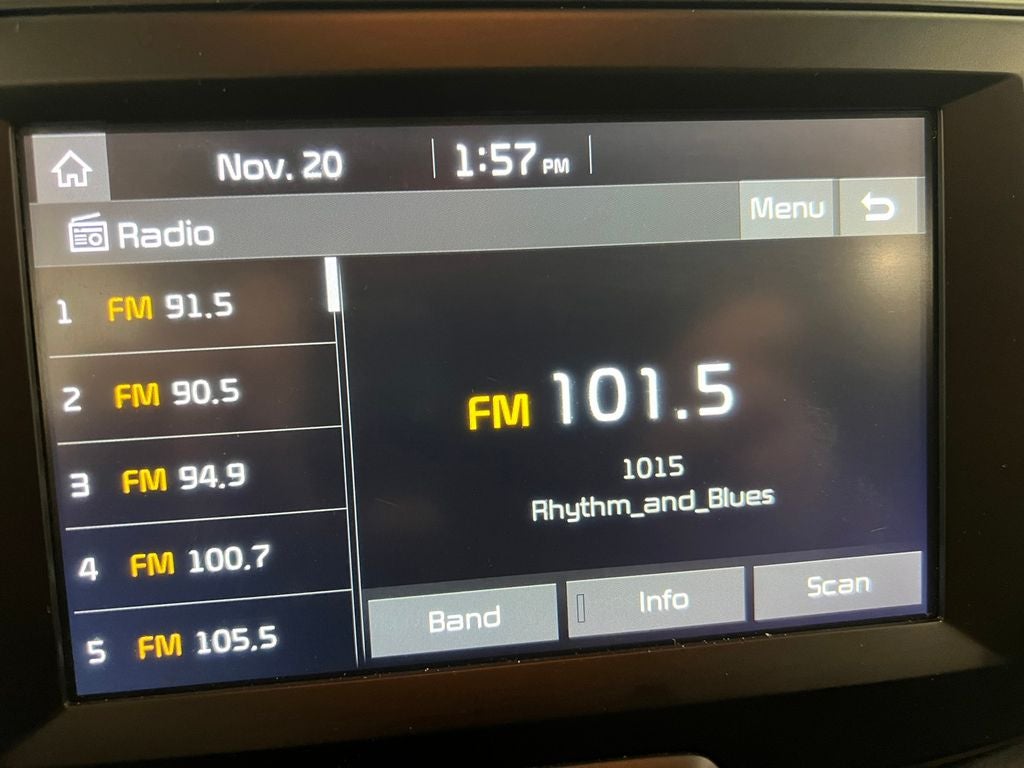 Nov. 20 1:57 PM
Radio Menu
1 FM 91.5
2 FM 90.5
3 FM 94.9
4 FM 100.7
5 FM 105.5
FM 101.5
1015
Rhythm_and_Blues
Band Info Scan